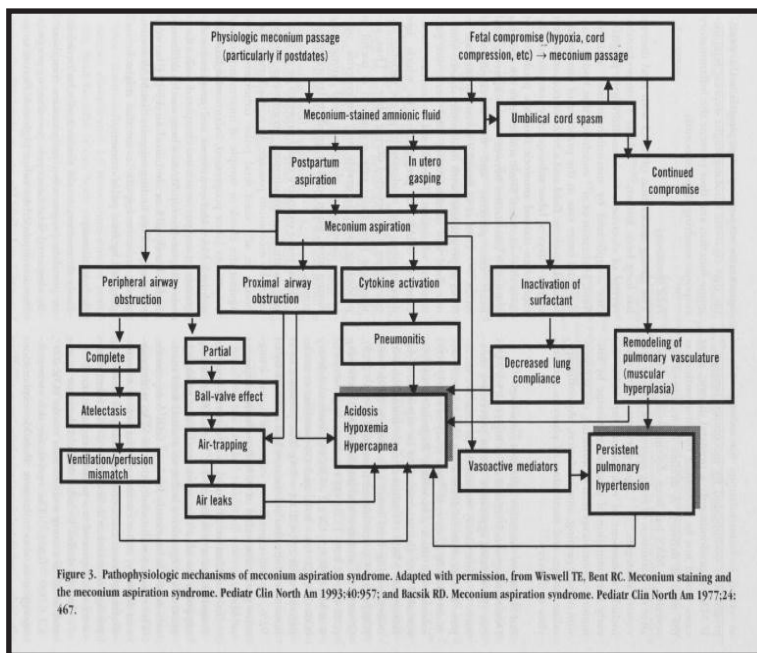 Physiologic meconium passage
(particularly if postdates)
Fetal compromise (hypoxia, cord
compression, etc) → meconium passage
Meconium-stained amnionic fluid
Umbilical cord spasm
Postpartum
aspiration
In utero
gasping
Continued
compromise
Meconium aspiration
Peripheral airway
obstruction
Proximal airway
obstruction
Cytokine activation
Inactivation of
surfactant
Complete
Partial
Pneumonitis
Decreased lung
compliance
Remodeling of
pulmonary vasculature
(muscular
hyperplasia)
Atelectasis
Ball-valve effect
Acidosis
Hypoxemia
Hypercapnea
Ventilation/perfusion
mismatch
Air-trapping
Air leaks
Vasoactive mediators
Persistent
pulmonary
hypertension
Figure 3. Pathophysiologic mechanisms of meconium aspiration syndrome. Adapted with permission, from Wiswell TE, Bent RC. Meconium staining and
the meconium aspiration syndrome. Pediatr Clin North Am 1993;40:957; and Bacsik RD. Meconium aspiration syndrome. Pediatr Clin North Am 1977;24:
467.